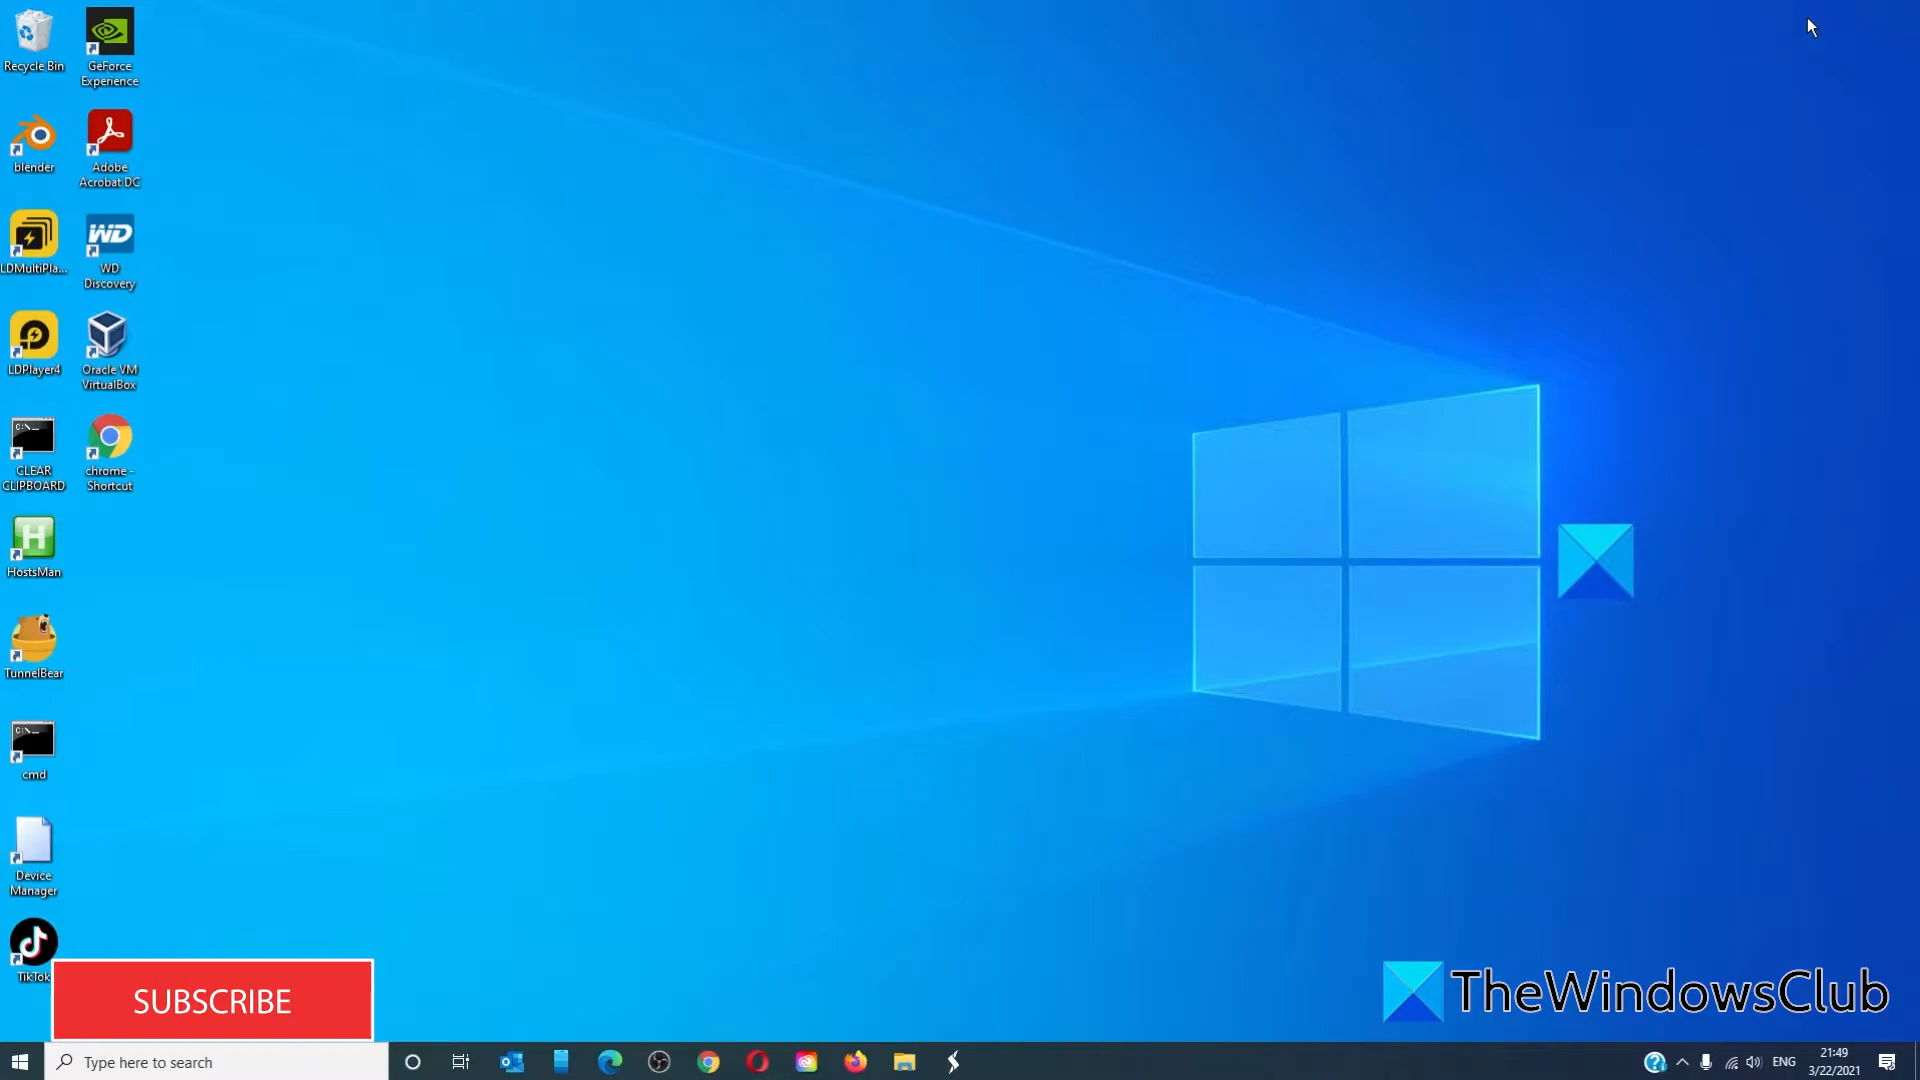 Recycle Bin
GeForce
Experience
blender
Adobe
Acrobat DC
LDMultiPla...
WD
WD
Discovery
LDPlayer4
Oracle VM
VirtualBox
C:\_
CLEAR
CLIPBOARD
chrome -
Shortcut
H
HostsMan
TunnelBear
C:\_
cmd
Device
Manager
TikTok
SUBSCRIBE
TheWindowsClub
Type here to search
ENG
21:49
3/22/2021